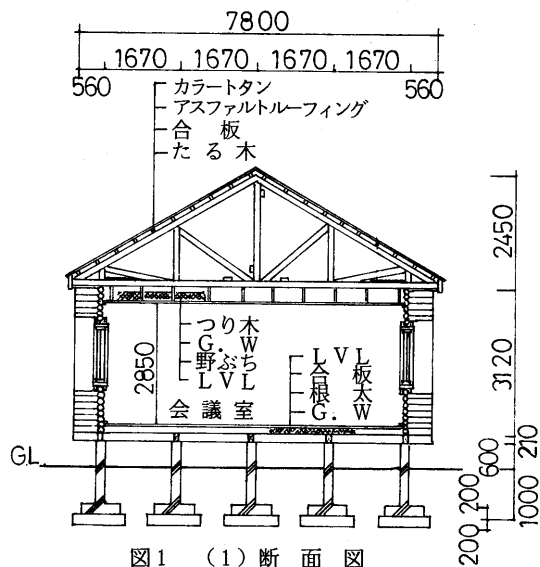 7800
1670 1670 1670 1670
560 560
カラートタン
アスファルトルーフィング
合板
たる木
2450
つり木
G.W
野ぶち
LVL
2850
LVL
合板
根太
G.W
会議室
3120
210
G.L
600
200
1000
200
図1 (1)断面図